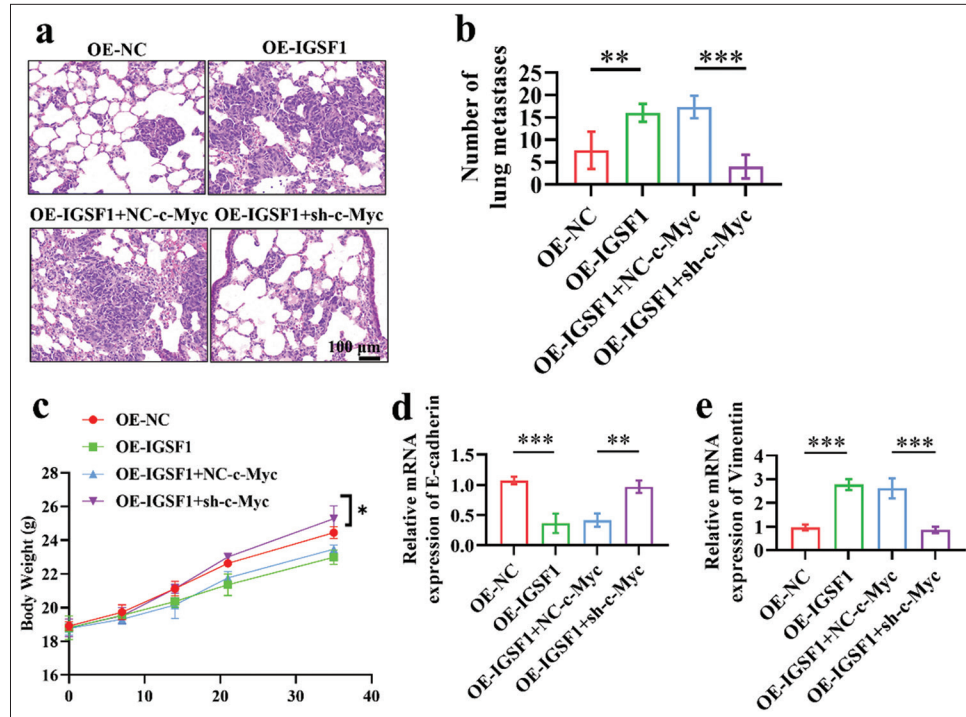 a
OE-NC
OE-IGSF1
OE-IGSF1+NC-c-Myc
OE-IGSF1+sh-c-Myc
100 µm
b
Number of
lung metastases
25
20
15
10
5
0
**
***
OE-NC
OE-IGSF1
OE-IGSF1+NC-c-Myc
OE-IGSF1+sh-c-Myc
c
OE-NC
OE-IGSF1
OE-IGSF1+NC-c-Myc
OE-IGSF1+sh-c-Myc
Body Weight (g)
28
26
24
22
20
18
16
0
10
20
30
40
*
d
Relative mRNA
expression of E-cadherin
1.5
1.0
0.5
0.0
***
**
OE-NC
OE-IGSF1
OE-IGSF1+NC-c-Myc
OE-IGSF1+sh-c-Myc
e
Relative mRNA
expression of Vimentin
4
3
2
1
0
***
***
OE-NC
OE-IGSF1
OE-IGSF1+NC-c-Myc
OE-IGSF1+sh-c-Myc